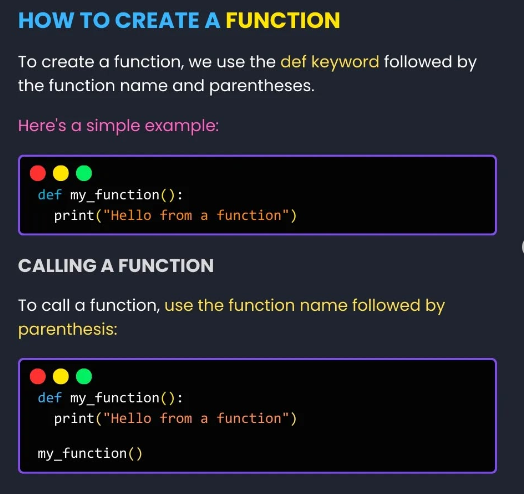 HOW TO CREATE A FUNCTION
To create a function, we use the def keyword followed by
the function name and parentheses.
Here's a simple example:
def my_function():
  print("Hello from a function")
CALLING A FUNCTION
To call a function, use the function name followed by
parenthesis:
def my_function():
  print("Hello from a function")
my_function()